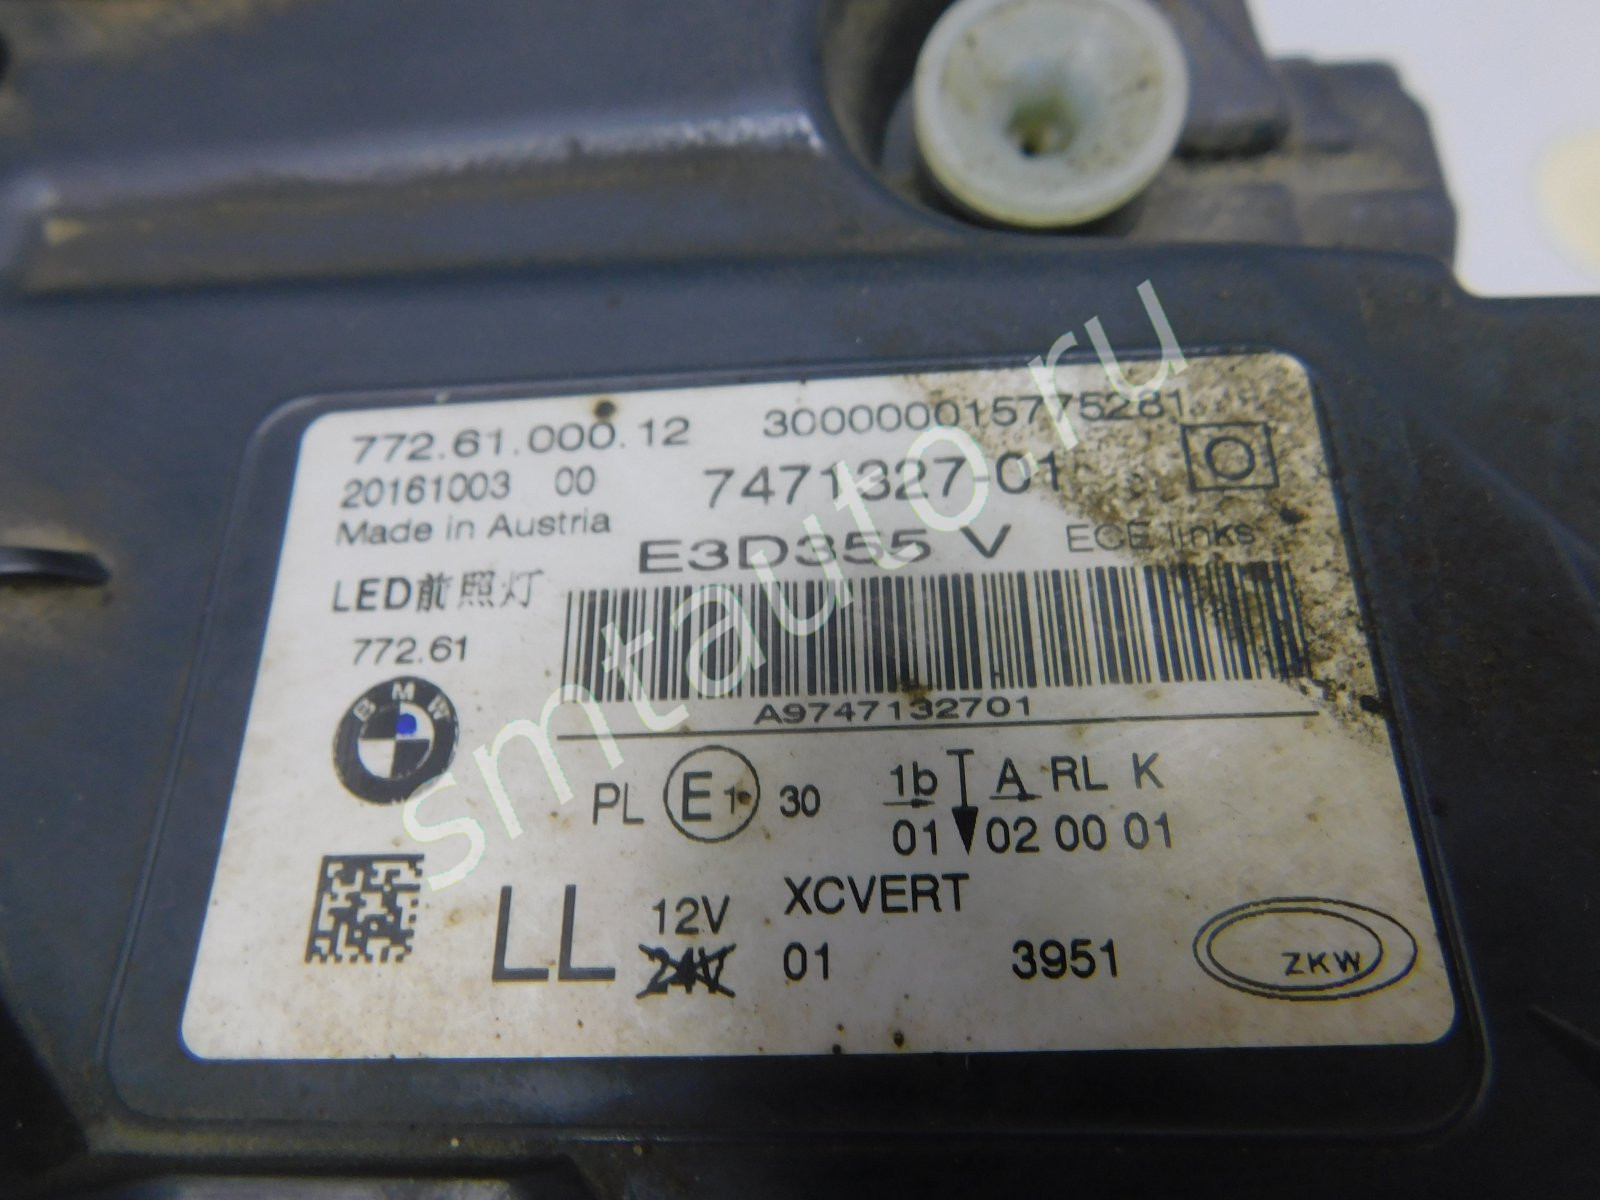 772.61.000.12 300000015775281
20161003 00 7471327-01
Made in Austria E3D355 V ECE links
LED前照灯
772.61
A9747132701
BMW
PL E1 30 1b A RL K
01 02 00 01
LL 12V XCVERT
24V 01 3951 ZKW
smtauto.ru